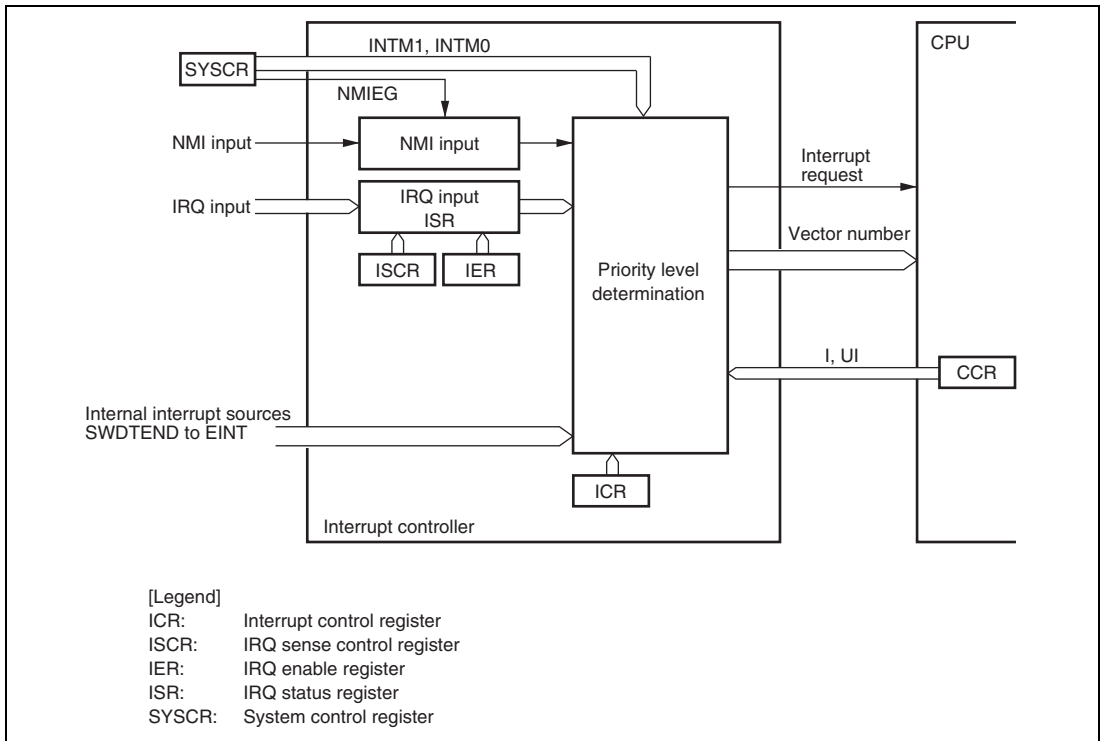 INTM1, INTM0
CPU
SYSCR
NMIEG
NMI input
NMI input
Interrupt
request
IRQ input
IRQ input
ISR
Vector number
ISCR
IER
Priority level
determination
I, UI
CCR
Internal interrupt sources
SWDTEND to EINT
ICR
Interrupt controller
[Legend]
ICR: Interrupt control register
ISCR: IRQ sense control register
IER: IRQ enable register
ISR: IRQ status register
SYSCR: System control register